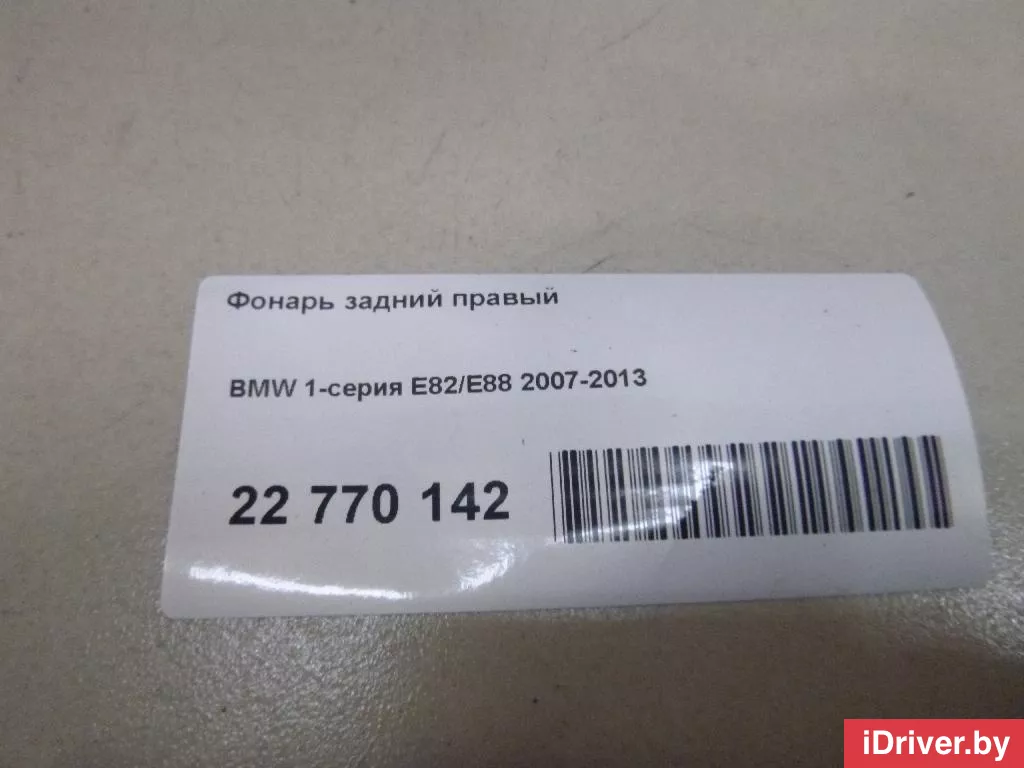 Фонарь задний правый
BMW 1-серия E82/E88 2007-2013
22 770 142
iDriver.by